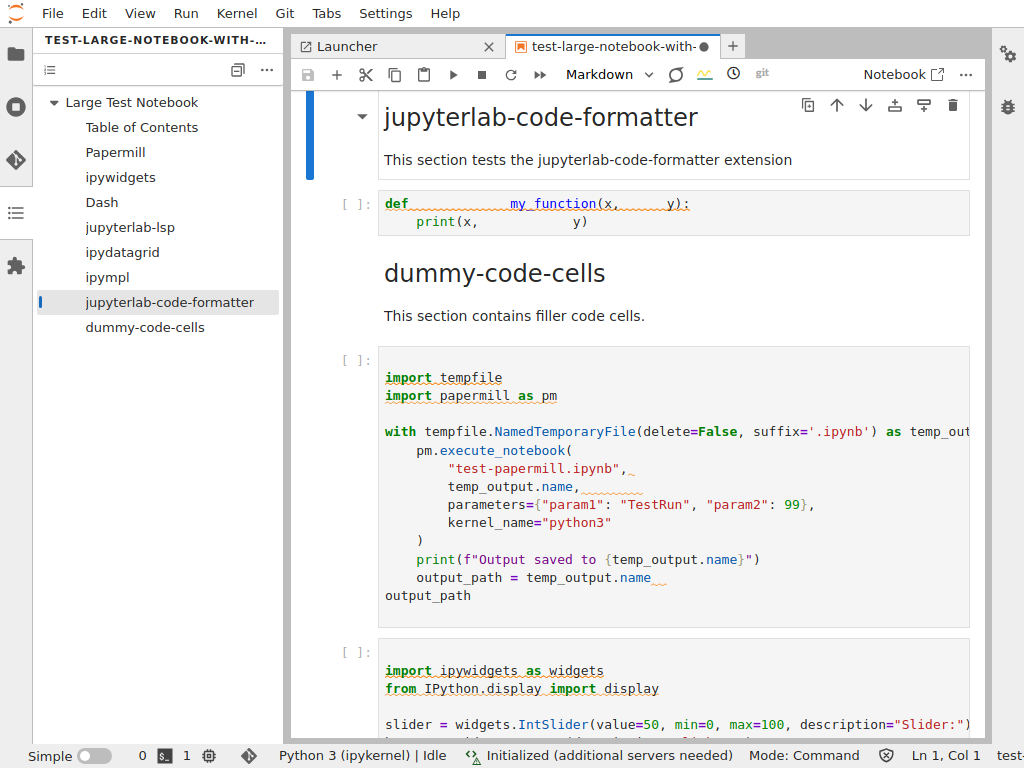 File Edit View Run Kernel Git Tabs Settings Help
TEST-LARGE-NOTEBOOK-WITH-...
Large Test Notebook
Table of Contents
Papermill
ipywidgets
Dash
jupyterlab-lsp
ipydatagrid
ipympl
jupyterlab-code-formatter
dummy-code-cells
Launcher
test-large-notebook-with-
Markdown
git
Notebook
jupyterlab-code-formatter
This section tests the jupyterlab-code-formatter extension
[ ]:
def             my_function(x,      y):
    print(x,            y)
dummy-code-cells
This section contains filler code cells.
[ ]:
import tempfile
import papermill as pm
with tempfile.NamedTemporaryFile(delete=False, suffix='.ipynb') as temp_out
    pm.execute_notebook(
        "test-papermill.ipynb",
        temp_output.name,
        parameters={"param1": "TestRun", "param2": 99},
        kernel_name="python3"
    )
    print(f"Output saved to {temp_output.name}")
    output_path = temp_output.name
output_path
[ ]:
import ipywidgets as widgets
from IPython.display import display
slider = widgets.IntSlider(value=50, min=0, max=100, description="Slider:")
Simple 0 1 Python 3 (ipykernel) | Idle Initialized (additional servers needed) Mode: Command Ln 1, Col 1 test-